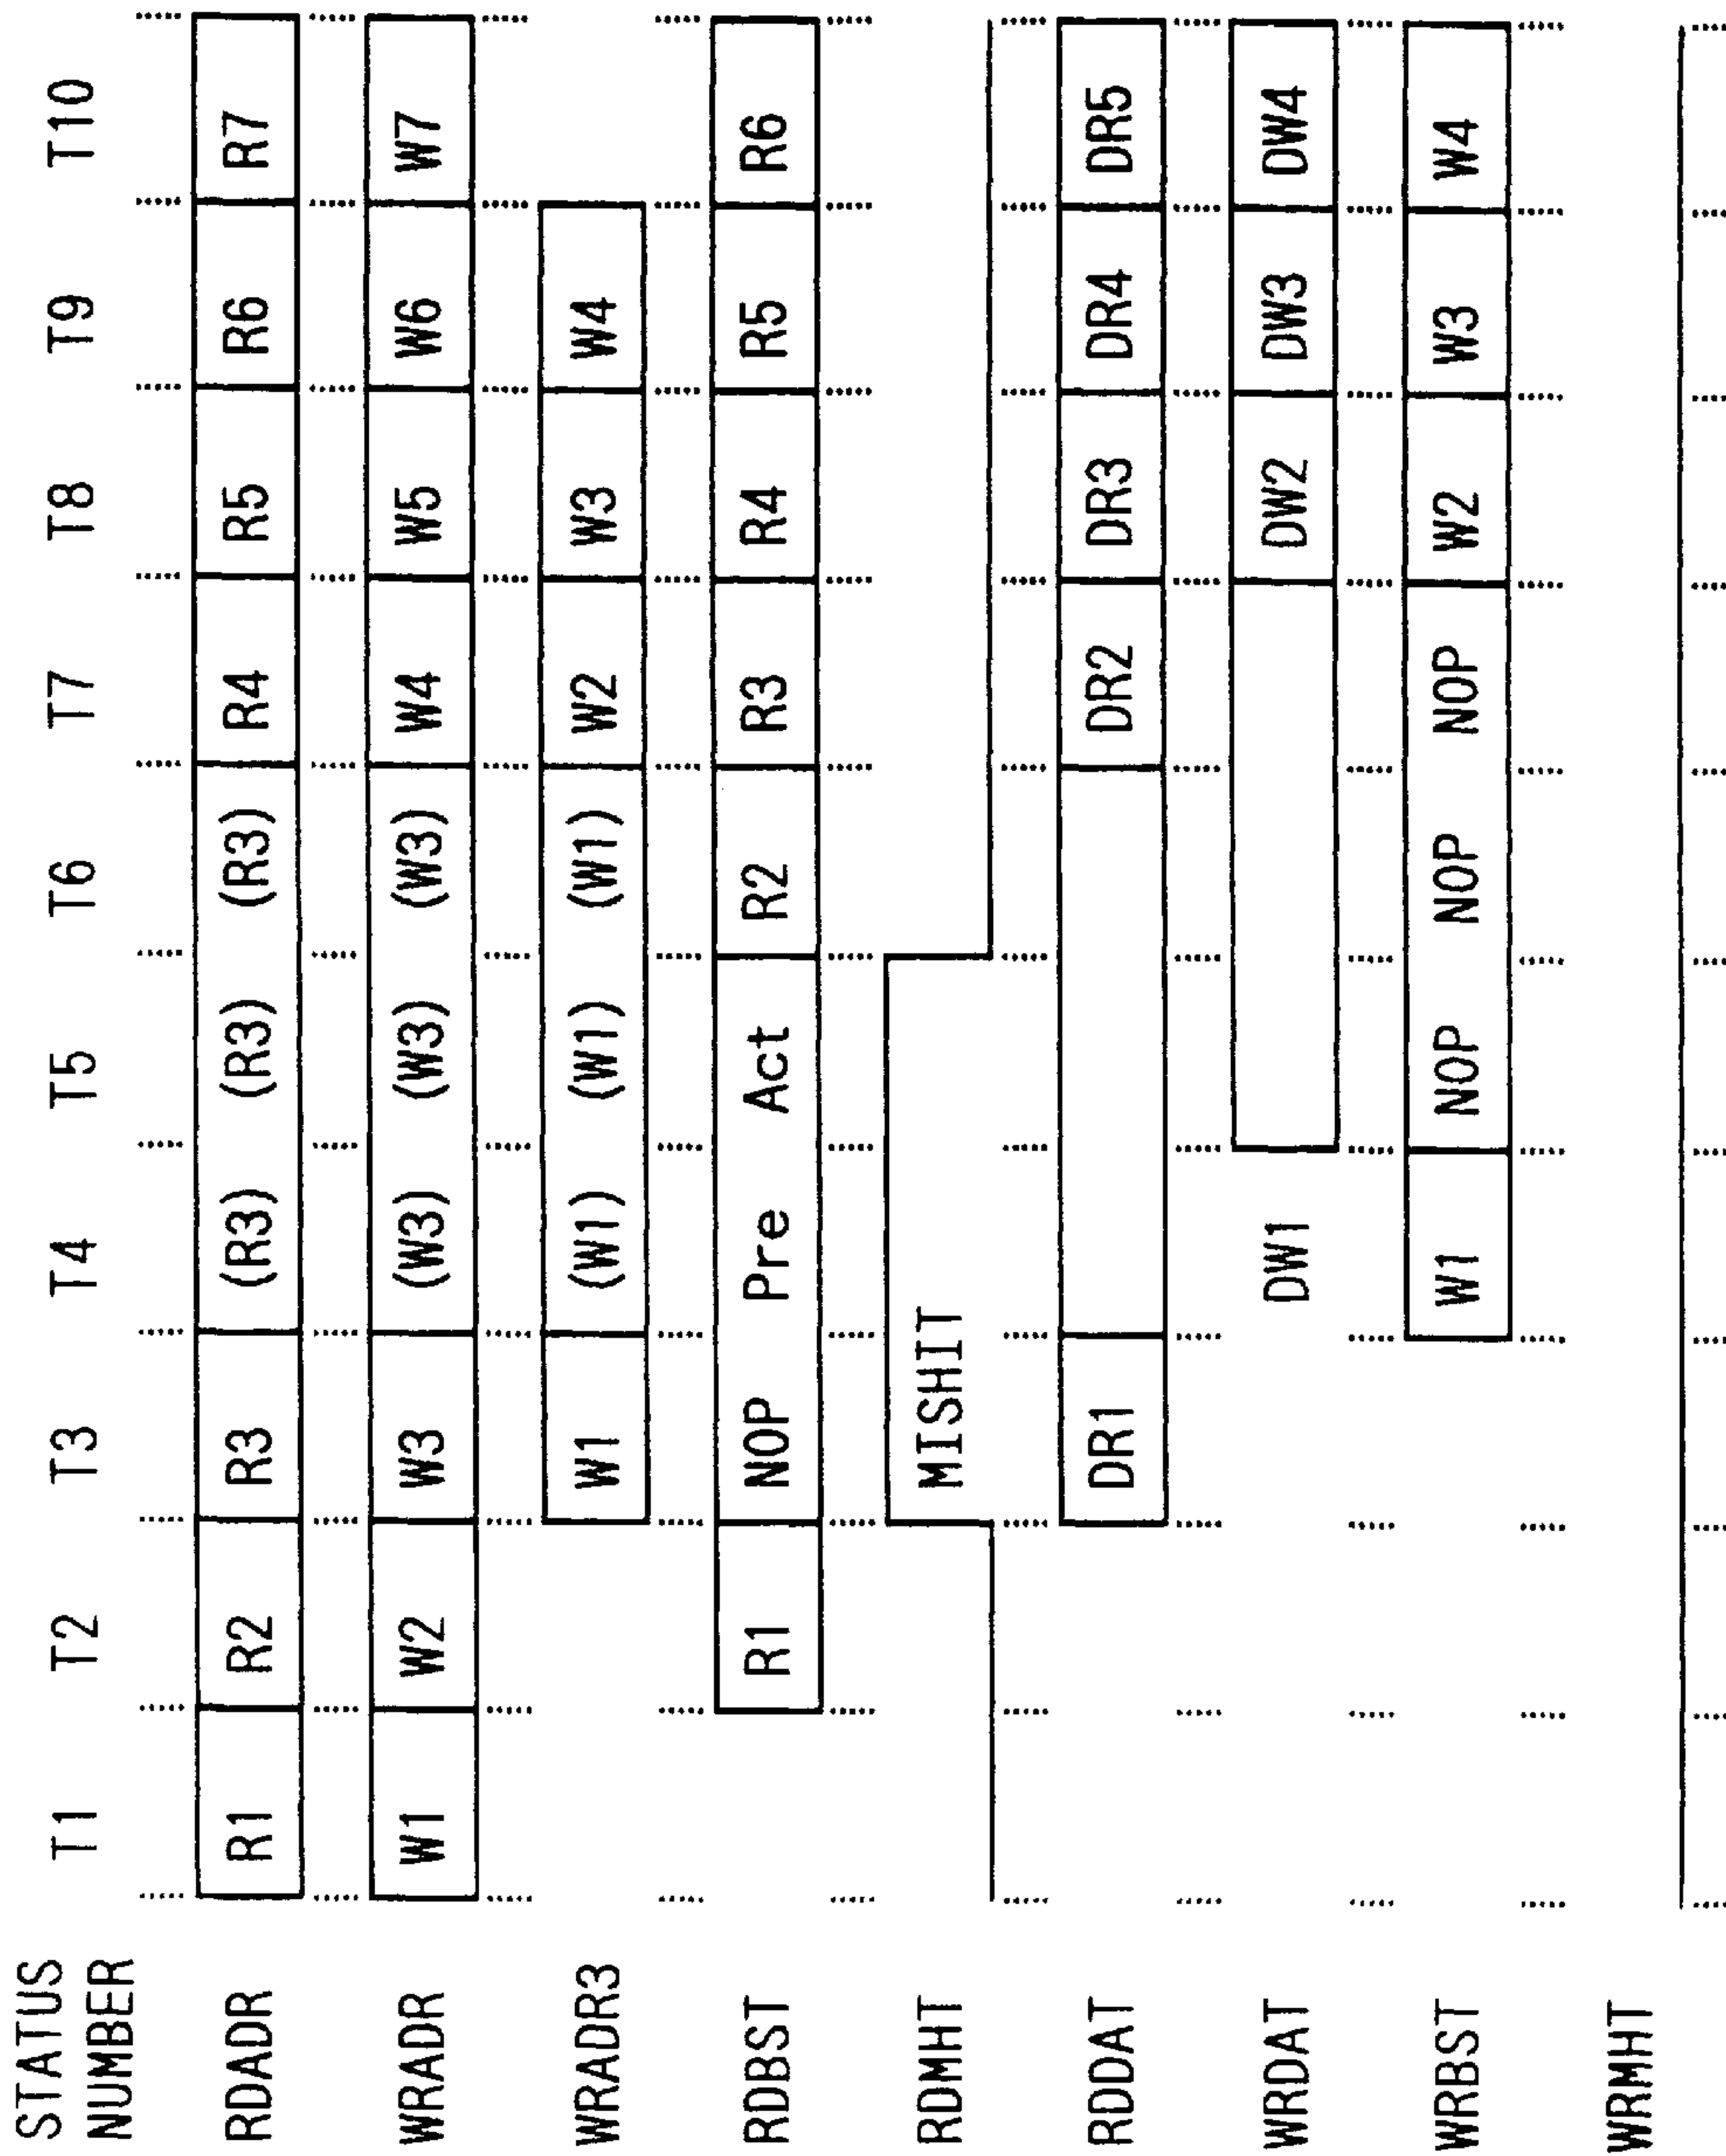 STATUS NUMBER T1 T2 T3 T4 T5 T6 T7 T8 T9 T10
RDADR R1 R2 R3 (R3) (R3) (R3) R4 R5 R6 R7
WRADR W1 W2 W3 (W3) (W3) (W3) W4 W5 W6 W7
WRADR3 W1 (W1) (W1) (W1) W2 W3 W4
RDBST R1 NOP Pre Act R2 R3 R4 R5 R6
RDMHT MISHIT
RDDAT DR1 DR2 DR3 DR4 DR5
WRDAT DW1 DW2 DW3 DW4
WRBST W1 NOP NOP NOP W2 W3 W4
WRMHT